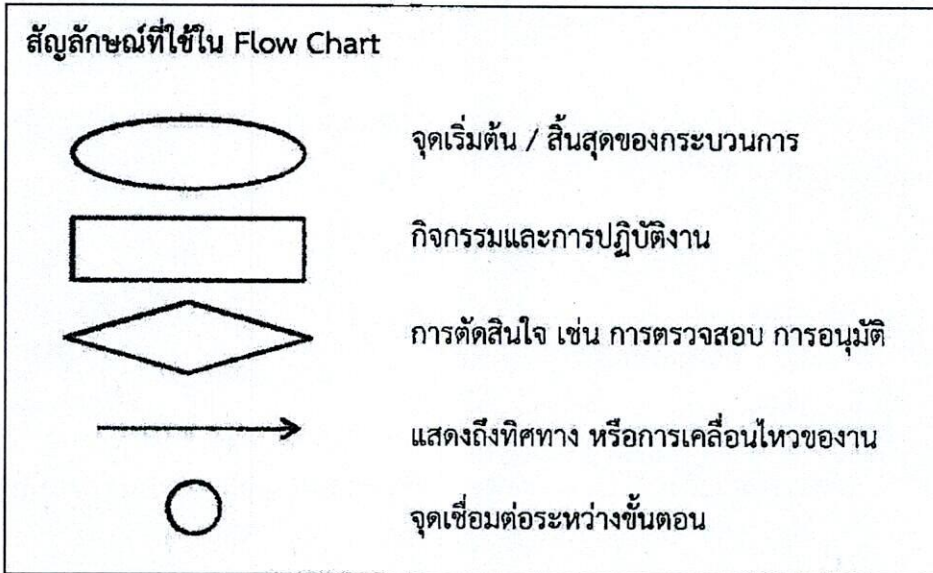 สัญลักษณ์ที่ใช้ใน Flow Chart
จุดเริ่มต้น / สิ้นสุดของกระบวนการ
กิจกรรมและการปฏิบัติงาน
การตัดสินใจ เช่น การตรวจสอบ การอนุมัติ
แสดงถึงทิศทาง หรือการเคลื่อนไหวของงาน
จุดเชื่อมต่อระหว่างขั้นตอน